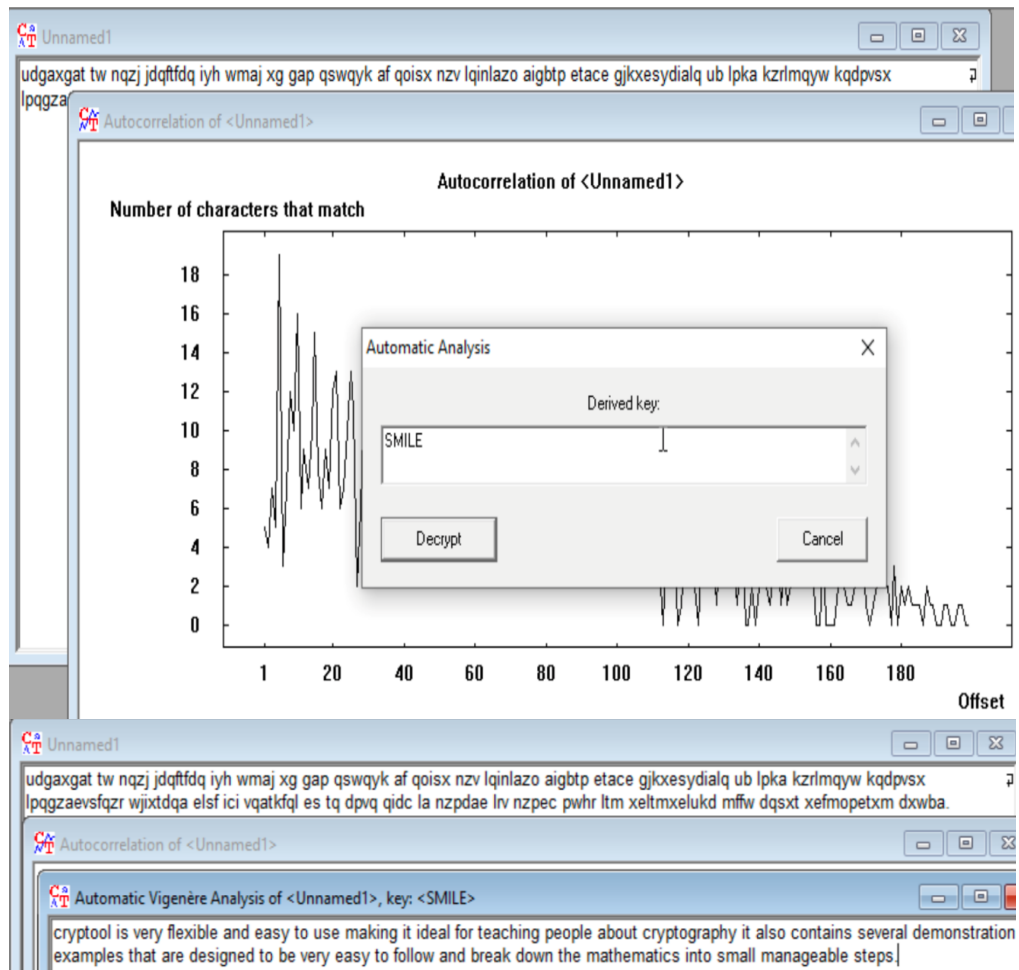 Unnamed1
udgaxgat tw nqzj jdqftfdq iyh wmaj xg gap qswqyk af qoisx nzv lqinlazo aigbtp etace gjkxesydialq ub lpka kzrlmqyw kqdpvsx
lpqgza
Autocorrelation of <Unnamed1>
Autocorrelation of <Unnamed1>
Number of characters that match
18
16
14
12
10
8
6
4
2
0
1 20 40 60 80 100 120 140 160 180
Offset
Automatic Analysis
Derived key:
SMILE
Decrypt Cancel
Unnamed1
udgaxgat tw nqzj jdqftfdq iyh wmaj xg gap qswqyk af qoisx nzv lqinlazo aigbtp etace gjkxesydialq ub lpka kzrlmqyw kqdpvsx
lpqgzaevsfqzr wjixtdqa elsf ici vqatkfql es tq dpvq qidc la nzpdae lrv nzpec pwhr ltm xeltmxelukd mffw dqsxt xefmopetxm dxwba.
Autocorrelation of <Unnamed1>
Automatic Vigenère Analysis of <Unnamed1>, key: <SMILE>
cryptool is very flexible and easy to use making it ideal for teaching people about cryptography it also contains several demonstration
examples that are designed to be very easy to follow and break down the mathematics into small manageable steps.